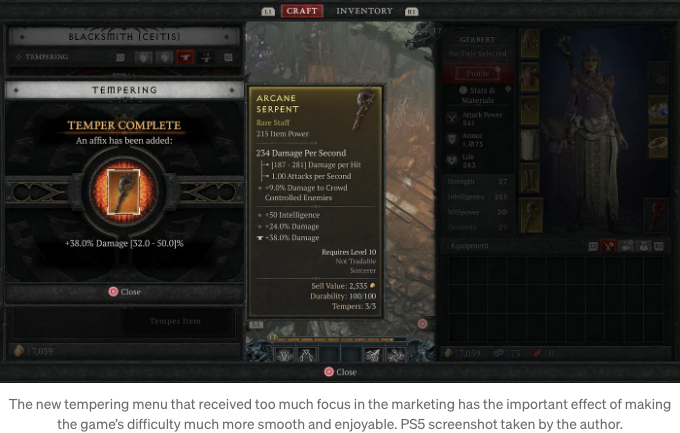 L1 CRAFT INVENTORY R1
BLACKSMITH [CEITIS]
TEMPERING
TEMPERING
TEMPER COMPLETE
An affix has been added:
+38.0% Damage [32.0 - 50.0]%
Close
Temper Item
7,059
ARCANE
SERPENT
Rare Staff
215 Item Power
234 Damage Per Second
[187 - 281] Damage per Hit
1.00 Attacks per Second
+9.0% Damage to Crowd
Controlled Enemies
+50 Intelligence
+24.0% Damage
+38.0% Damage
Requires Level 10
Not Tradable
Sorcerer
Sell Value: 2,535
Durability: 100/100
Tempers: 3/3
GERBERT
No Title Selected
Profile
Stats &
Materials
Attack Power
Armor
1,075
Life
243
Strength 27
Intelligence
Willpower
Equipment
7,059
Close
The new tempering menu that received too much focus in the marketing has the important effect of making
the game's difficulty much more smooth and enjoyable. PS5 screenshot taken by the author.